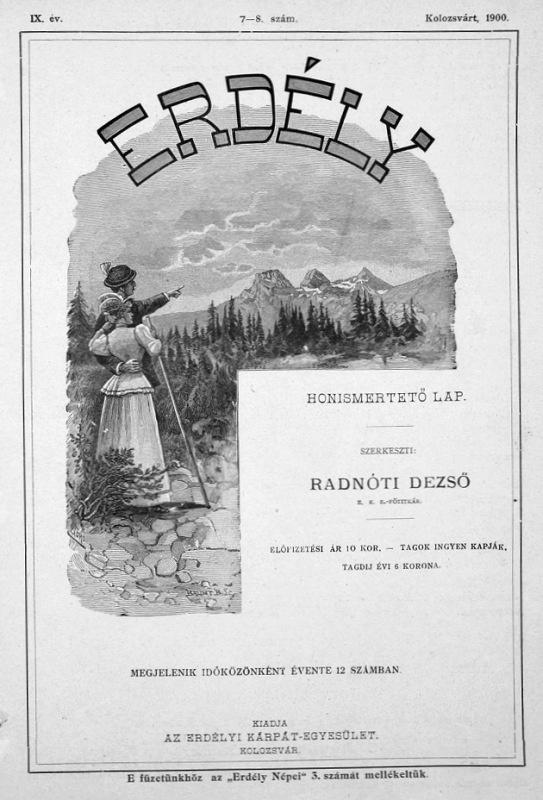 IX. év. 7—8. szám. Kolozsvárt, 1900.
ERDÉLY
HONISMERTETŐ LAP.
SZERKESZTI:
RADNÓTI DEZSŐ
E. K. E.-FŐTITKÁR.
ELŐFIZETÉSI ÁR 10 KOR. — TAGOK INGYEN KAPJÁK.
TAGDIJ ÉVI 6 KORONA.
MEGJELENIK IDŐKÖZÖNKÉNT ÉVENTE 12 SZÁMBAN.
KIADJA
AZ ERDÉLYI KÁRPÁT-EGYESÜLET.
KOLOZSVÁR.
E füzetünkhöz az „Erdély Népei" 3. számát mellékeltük.